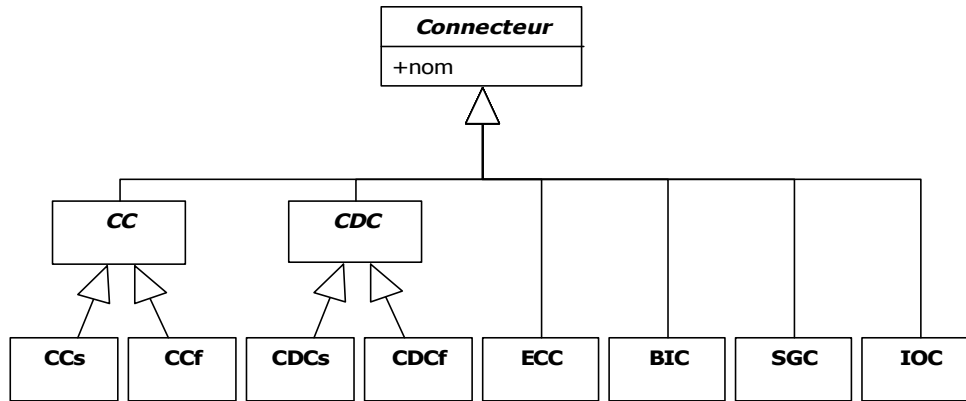 Connecteur
+nom
CC
CDC
CCs
CCf
CDCs
CDCf
ECC
BIC
SGC
IOC